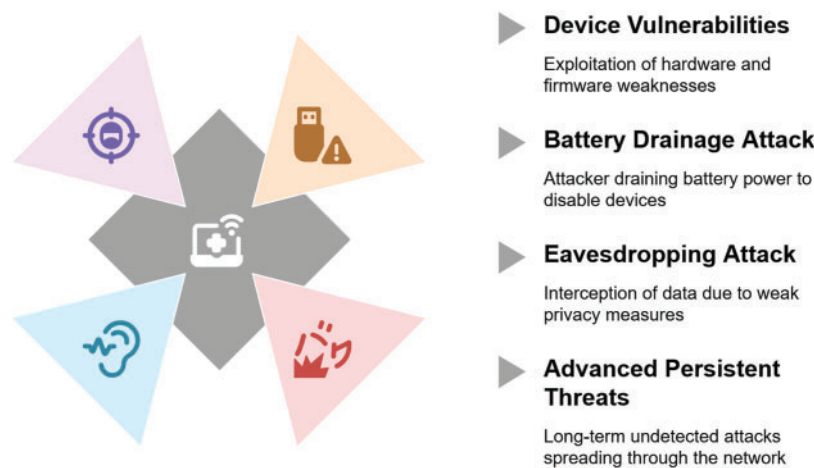 Device Vulnerabilities
Exploitation of hardware and
firmware weaknesses
Battery Drainage Attack
Attacker draining battery power to
disable devices
Eavesdropping Attack
Interception of data due to weak
privacy measures
Advanced Persistent
Threats
Long-term undetected attacks
spreading through the network
バク